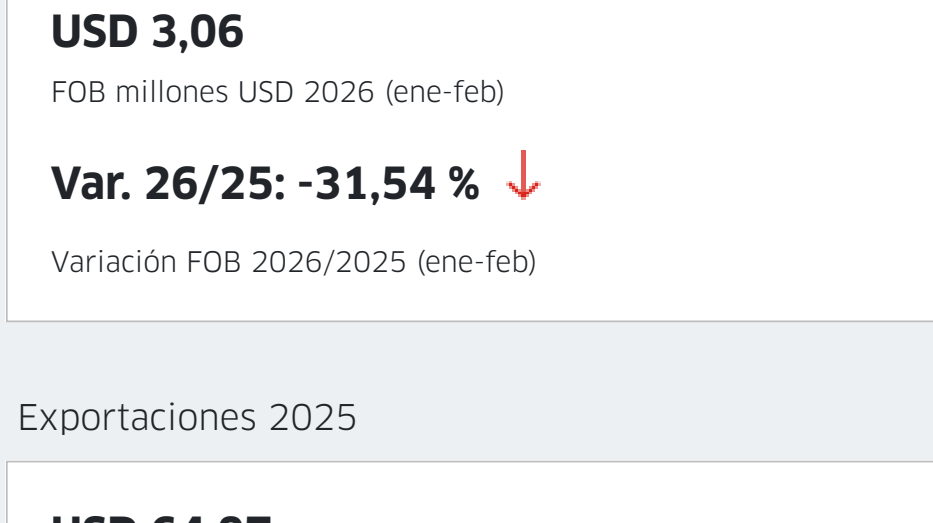 USD 3,06
FOB millones USD 2026 (ene-feb)
Var. 26/25: -31,54 %
Variación FOB 2026/2025 (ene-feb)
Exportaciones 2025
USD